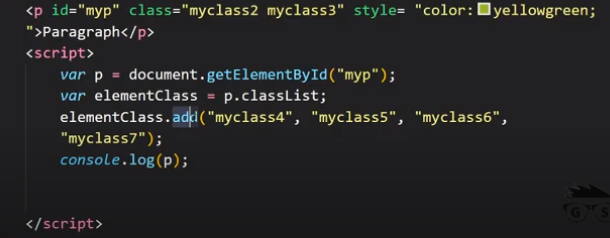 <p id="myp" class="myclass2 myclass3" style= "color:yellowgreen;
">Paragraph</p>
<script>
var p = document.getElementById("myp");
var elementClass = p.classList;
elementClass.add("myclass4", "myclass5", "myclass6",
"myclass7");
console.log(p);
</script>
G S